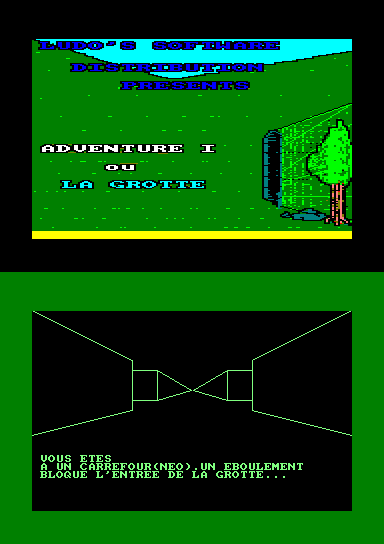 LUDO'S SOFTWARE
DISTRIBUTION
PRESENTS
ADVENTURE I
OU
LA GROTTE
VOUS ETES
A UN CARREFOUR(NEO).UN EBOULEMENT
BLOQUE L'ENTREE DE LA GROTTE...